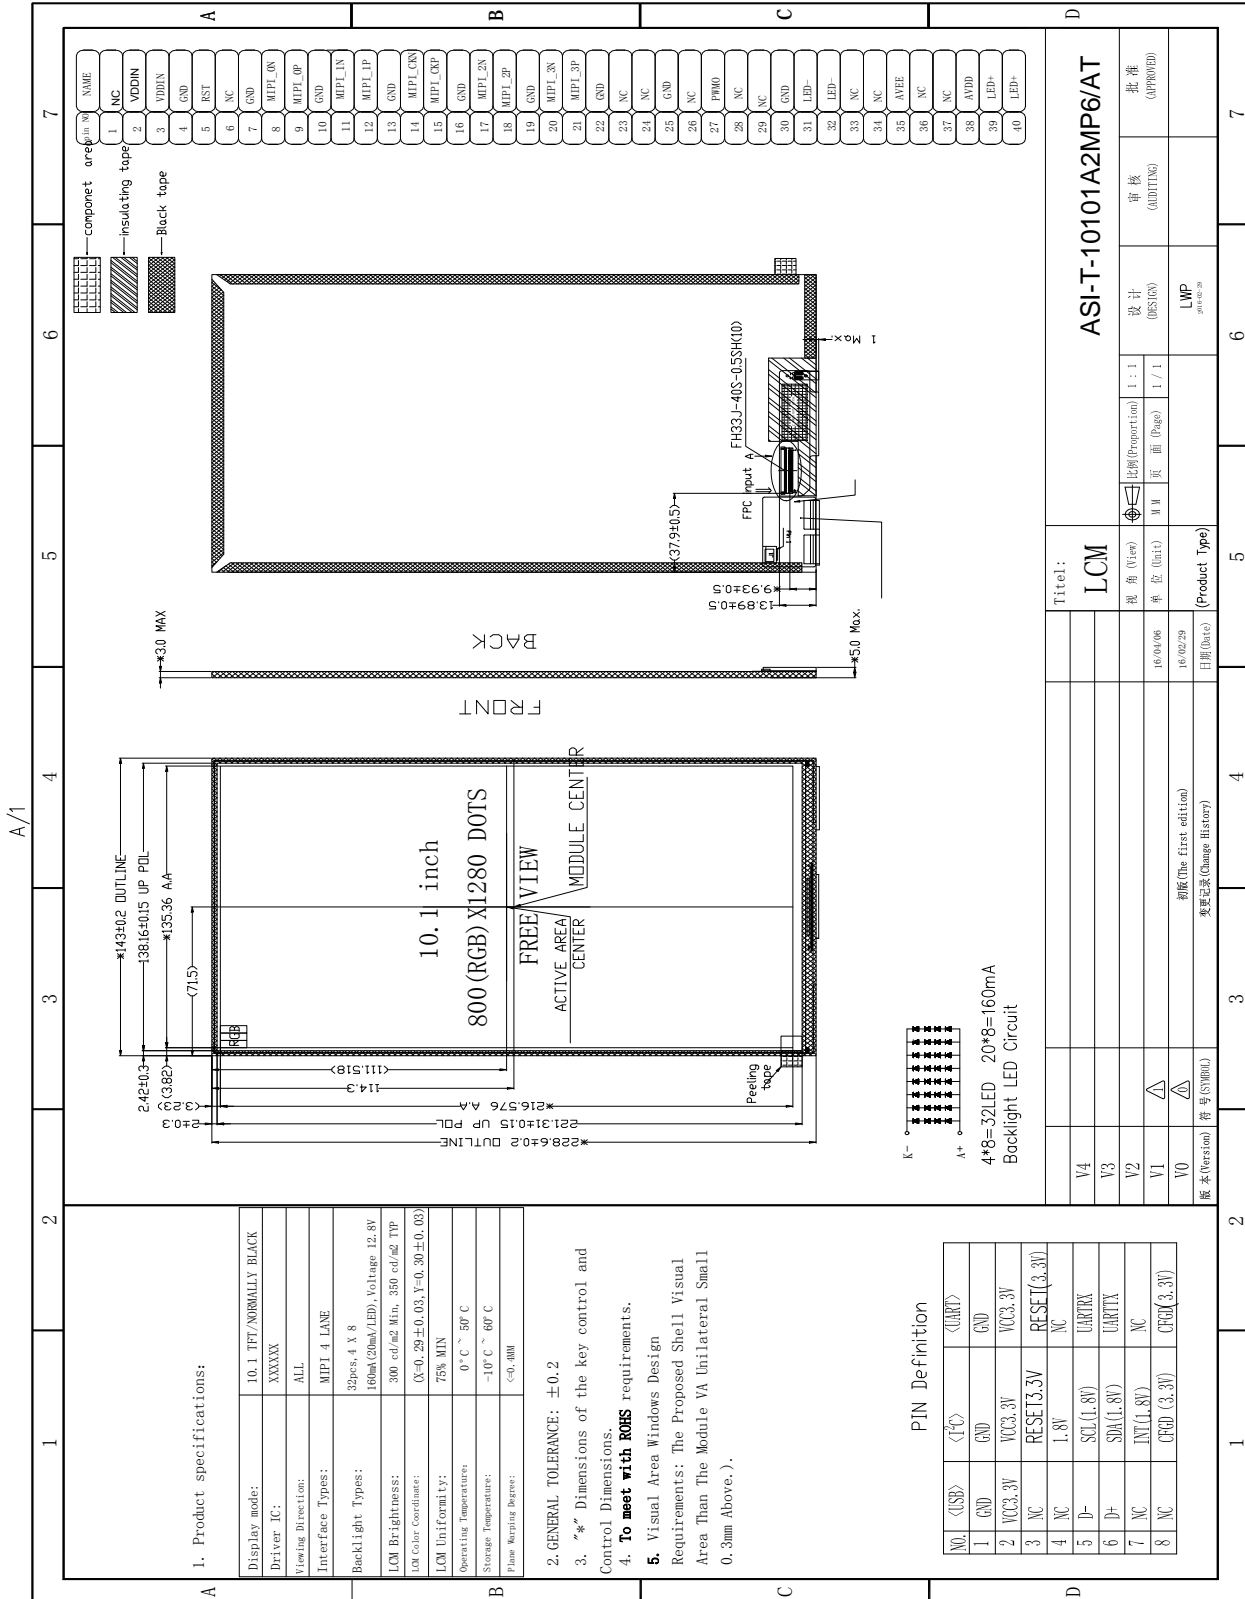 A/1
1
2
3
4
5
6
7
A
B
C
D
1. Product specifications:
Display mode: 10.1 TFT/NORMALLY BLACK
Driver IC: XXXXXX
Viewing Direction: ALL
Interface Types: MIPI 4 LANE
Backlight Types: 32pcs, 4 X 8
160mA(20mA/LED),Voltage 12.8V
LCM Brightness: 300 cd/m2 Min, 350 cd/m2 TYP
LCM Color Coordinate: (X=0.29±0.03,Y=0.30±0.03)
LCM Uniformity: 75% MIN
Operating Temperature: 0°C ~ 50°C
Storage Temperature: -10°C ~ 60°C
Plane Warping Degree: <=0.4MM
2. GENERAL TOLERANCE: ±0.2
3. "*" Dimensions of the key control and
Control Dimensions.
4. To meet with ROHS requirements.
5. Visual Area Windows Design
Requirements: The Proposed Shell Visual
Area Than The Module VA Unilateral Small
0.3mm Above.).
PIN Definition
NO. <USB> <I²C> <UART>
1 GND GND GND
2 VCC3.3V VCC3.3V VCC3.3V
3 NC RESET3.3V RESET(3.3V)
4 NC 1.8V NC
5 D- SCL(1.8V) UARTRX
6 D+ SDA(1.8V) UARTTX
7 NC INT(1.8V) NC
8 NC CFGD (3.3V) CFGD(3.3V)
*143±0.2 OUTLINE
138.16±0.15 UP POL
*135.36 A.A
(71.5)
2.42±0.3
(3.82)
2±0.3
(3.23)
*228.6±0.2 OUTLINE
221.31±0.15 UP POL
*216.576 A.A
114.3
(111.518)
RGB
10.1 inch
800(RGB)X1280 DOTS
FREE VIEW
ACTIVE AREA
CENTER
MODULE CENTER
Peeling
tape
FRONT
*3.0 MAX
*5.0 Max.
BACK
13.89±0.5
*9.93±0.5
(37.9±0.5)
FPC input A
FH33J-40S-0.5SH(10)
1 Max.
componet area
insulating tape
Black tape
K-
A+
4*8=32LED 20*8=160mA
Backlight LED Circuit
pin NO NAME
1 NC
2 VDDIN
3 VDDIN
4 GND
5 RST
6 NC
7 GND
8 MIPI_0N
9 MIPI_0P
10 GND
11 MIPI_1N
12 MIPI_1P
13 GND
14 MIPI_CKN
15 MIPI_CKP
16 GND
17 MIPI_2N
18 MIPI_2P
19 GND
20 MIPI_3N
21 MIPI_3P
22 GND
23 NC
24 NC
25 GND
26 NC
27 PWMO
28 NC
29 NC
30 GND
31 LED-
32 LED-
33 NC
34 NC
35 AVEE
36 NC
37 NC
38 AVDD
39 LED+
40 LED+
V4
V3
V2
V1 1 16/04/06
V0 0 初版(The first edition) 16/02/29
版 本(Version) 符 号(SYMBOL) 变更记录(Change History) 日期(Date)
Titel:
LCM
ASI-T-10101A2MP6/AT
视 角 (View) 比例(Proportion) 1 : 1
单 位 (Unit) M M 页 面 (Page) 1 / 1
(Product Type)
设 计
(DESIGN)
审 核
(AUDITING)
批 准
(APPROVED)
LWP
2016-02-29
A
B
C
D
1
2
3
4
5
6
7